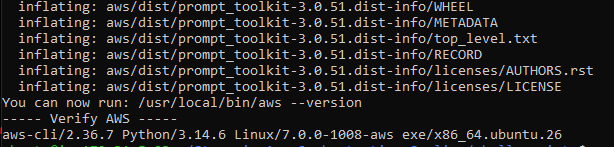 inflating: aws/dist/prompt_toolkit-3.0.51.dist-info/WHEEL
inflating: aws/dist/prompt_toolkit-3.0.51.dist-info/METADATA
inflating: aws/dist/prompt_toolkit-3.0.51.dist-info/top_level.txt
inflating: aws/dist/prompt_toolkit-3.0.51.dist-info/RECORD
inflating: aws/dist/prompt_toolkit-3.0.51.dist-info/licenses/AUTHORS.rst
inflating: aws/dist/prompt_toolkit-3.0.51.dist-info/licenses/LICENSE
You can now run: /usr/local/bin/aws --version
----- Verify AWS -----
aws-cli/2.36.7 Python/3.14.6 Linux/7.0.0-1008-aws exe/x86_64.ubuntu.26